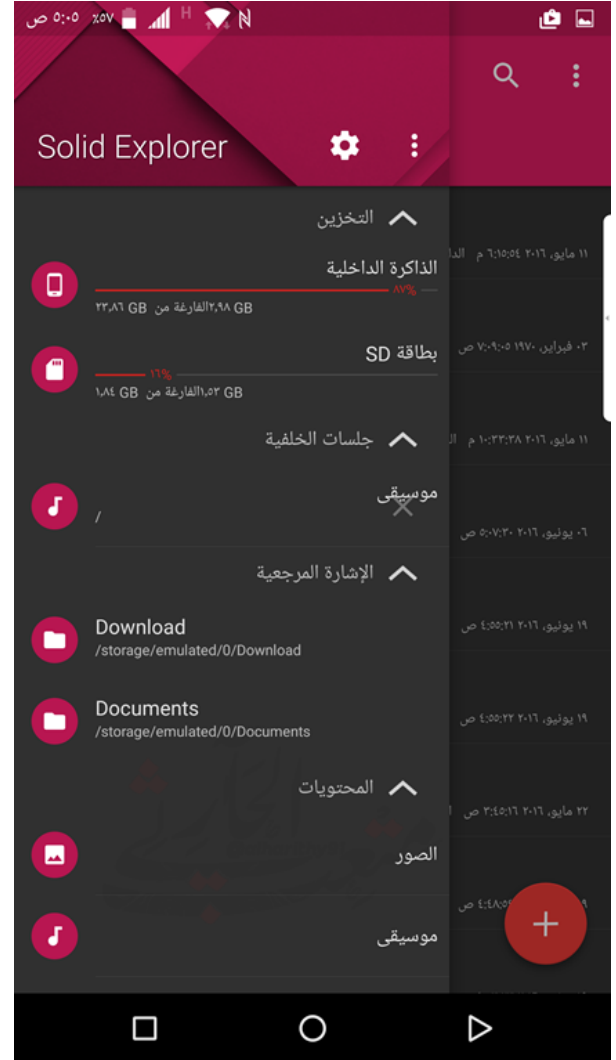 ٥:٠٥ ص ٥٧٪ H
Solid Explorer
التخزين
الذاكرة الداخلية
٨٧%
٢,٩٨ GBالفارغة من ٢٣,٨٦ GB
بطاقة SD
١٦%
١,٥٣ GBالفارغة من ١,٨٤ GB
جلسات الخلفية
موسيقى
/
الإشارة المرجعية
Download
/storage/emulated/0/Download
Documents
/storage/emulated/0/Documents
المحتويات
الصور
موسيقى
١١ مايو، ٢٠١٦ ٦:١٥:٥٤ م
٠٣ فبراير، ١٩٧٠ ٧:٠٩:٠٥ ص
١١ مايو، ٢٠١٦ ١٠:٣٣:٣٨ م
٠٦ يونيو، ٢٠١٦ ٥:٠٧:٣٠ ص
١٩ يونيو، ٢٠١٦ ٤:٥٥:٢١ ص
١٩ يونيو، ٢٠١٦ ٤:٥٥:٢٢ ص
٢٢ مايو، ٢٠١٦ ٣:٤٥:١٦ ص